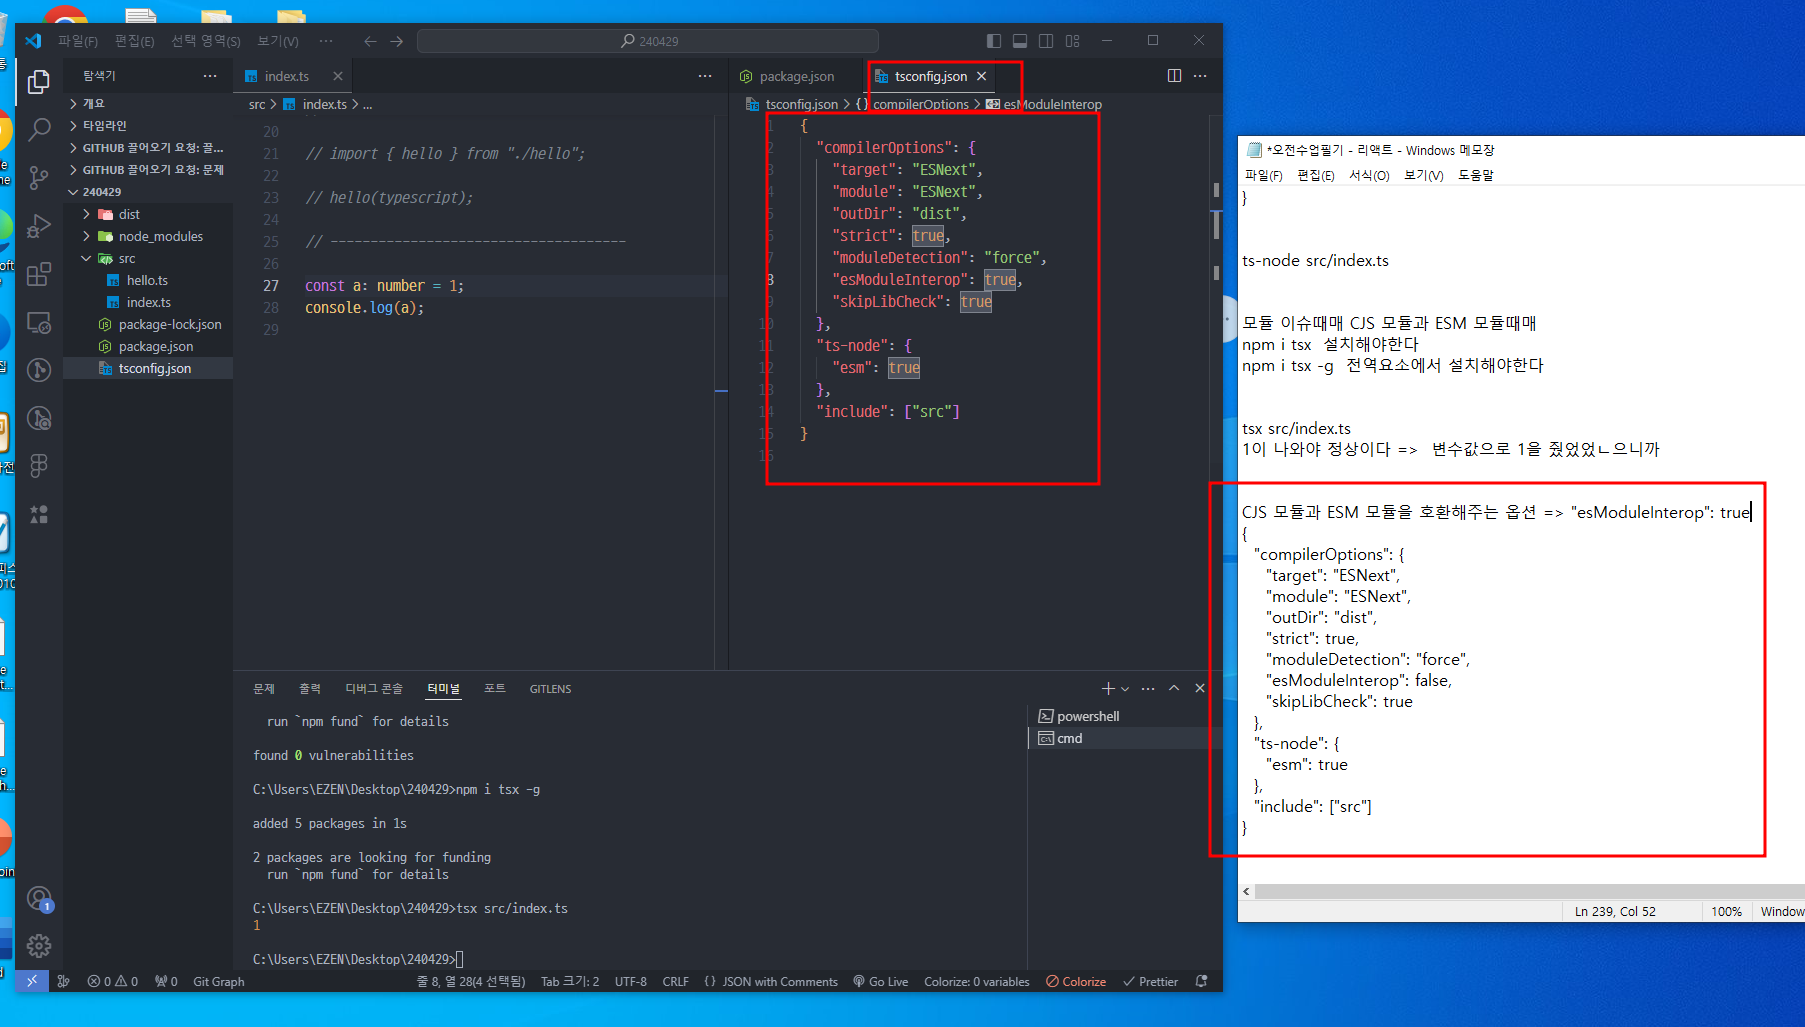 파일(F) 편집(E) 선택 영역(S) 보기(V) ··· 240429
탐색기 ···
개요
타임라인
GITHUB 끌어오기 요청: 끌...
GITHUB 끌어오기 요청: 문제
240429
dist
node_modules
src
hello.ts
index.ts
package-lock.json
package.json
tsconfig.json
1
index.ts
src > index.ts > ...
20
21 // import { hello } from "./hello";
22
23 // hello(typescript);
24
25 // -------------------------------------
26
27 const a: number = 1;
28 console.log(a);
29
package.json tsconfig.json
tsconfig.json > {} compilerOptions > esModuleInterop
1 {
2 "compilerOptions": {
3 "target": "ESNext",
4 "module": "ESNext",
5 "outDir": "dist",
6 "strict": true,
7 "moduleDetection": "force",
8 "esModuleInterop": true,
9 "skipLibCheck": true
10 },
11 "ts-node": {
12 "esm": true
13 },
14 "include": ["src"]
15 }
16
문제 출력 디버그 콘솔 터미널 포트 GITLENS
run `npm fund` for details
found 0 vulnerabilities
C:\Users\EZEN\Desktop\240429>npm i tsx -g
added 5 packages in 1s
2 packages are looking for funding
run `npm fund` for details
C:\Users\EZEN\Desktop\240429>tsx src/index.ts
1
C:\Users\EZEN\Desktop\240429>
powershell
cmd
0 0 0 Git Graph 줄 8, 열 28(4 선택됨) Tab 크기: 2 UTF-8 CRLF {} JSON with Comments Go Live Colorize: 0 variables Colorize Prettier
*오전수업필기 - 리액트 - Windows 메모장
파일(F) 편집(E) 서식(O) 보기(V) 도움말
}
ts-node src/index.ts
모듈 이슈때매 CJS 모듈과 ESM 모듈때매
npm i tsx 설치해야한다
npm i tsx -g 전역요소에서 설치해야한다
tsx src/index.ts
1이 나와야 정상이다 => 변수값으로 1을 줬었었ㄴ으니까
CJS 모듈과 ESM 모듈을 호환해주는 옵션 => "esModuleInterop": true
{
"compilerOptions": {
"target": "ESNext",
"module": "ESNext",
"outDir": "dist",
"strict": true,
"moduleDetection": "force",
"esModuleInterop": false,
"skipLibCheck": true
},
"ts-node": {
"esm": true
},
"include": ["src"]
}
Ln 239, Col 52 100% Window